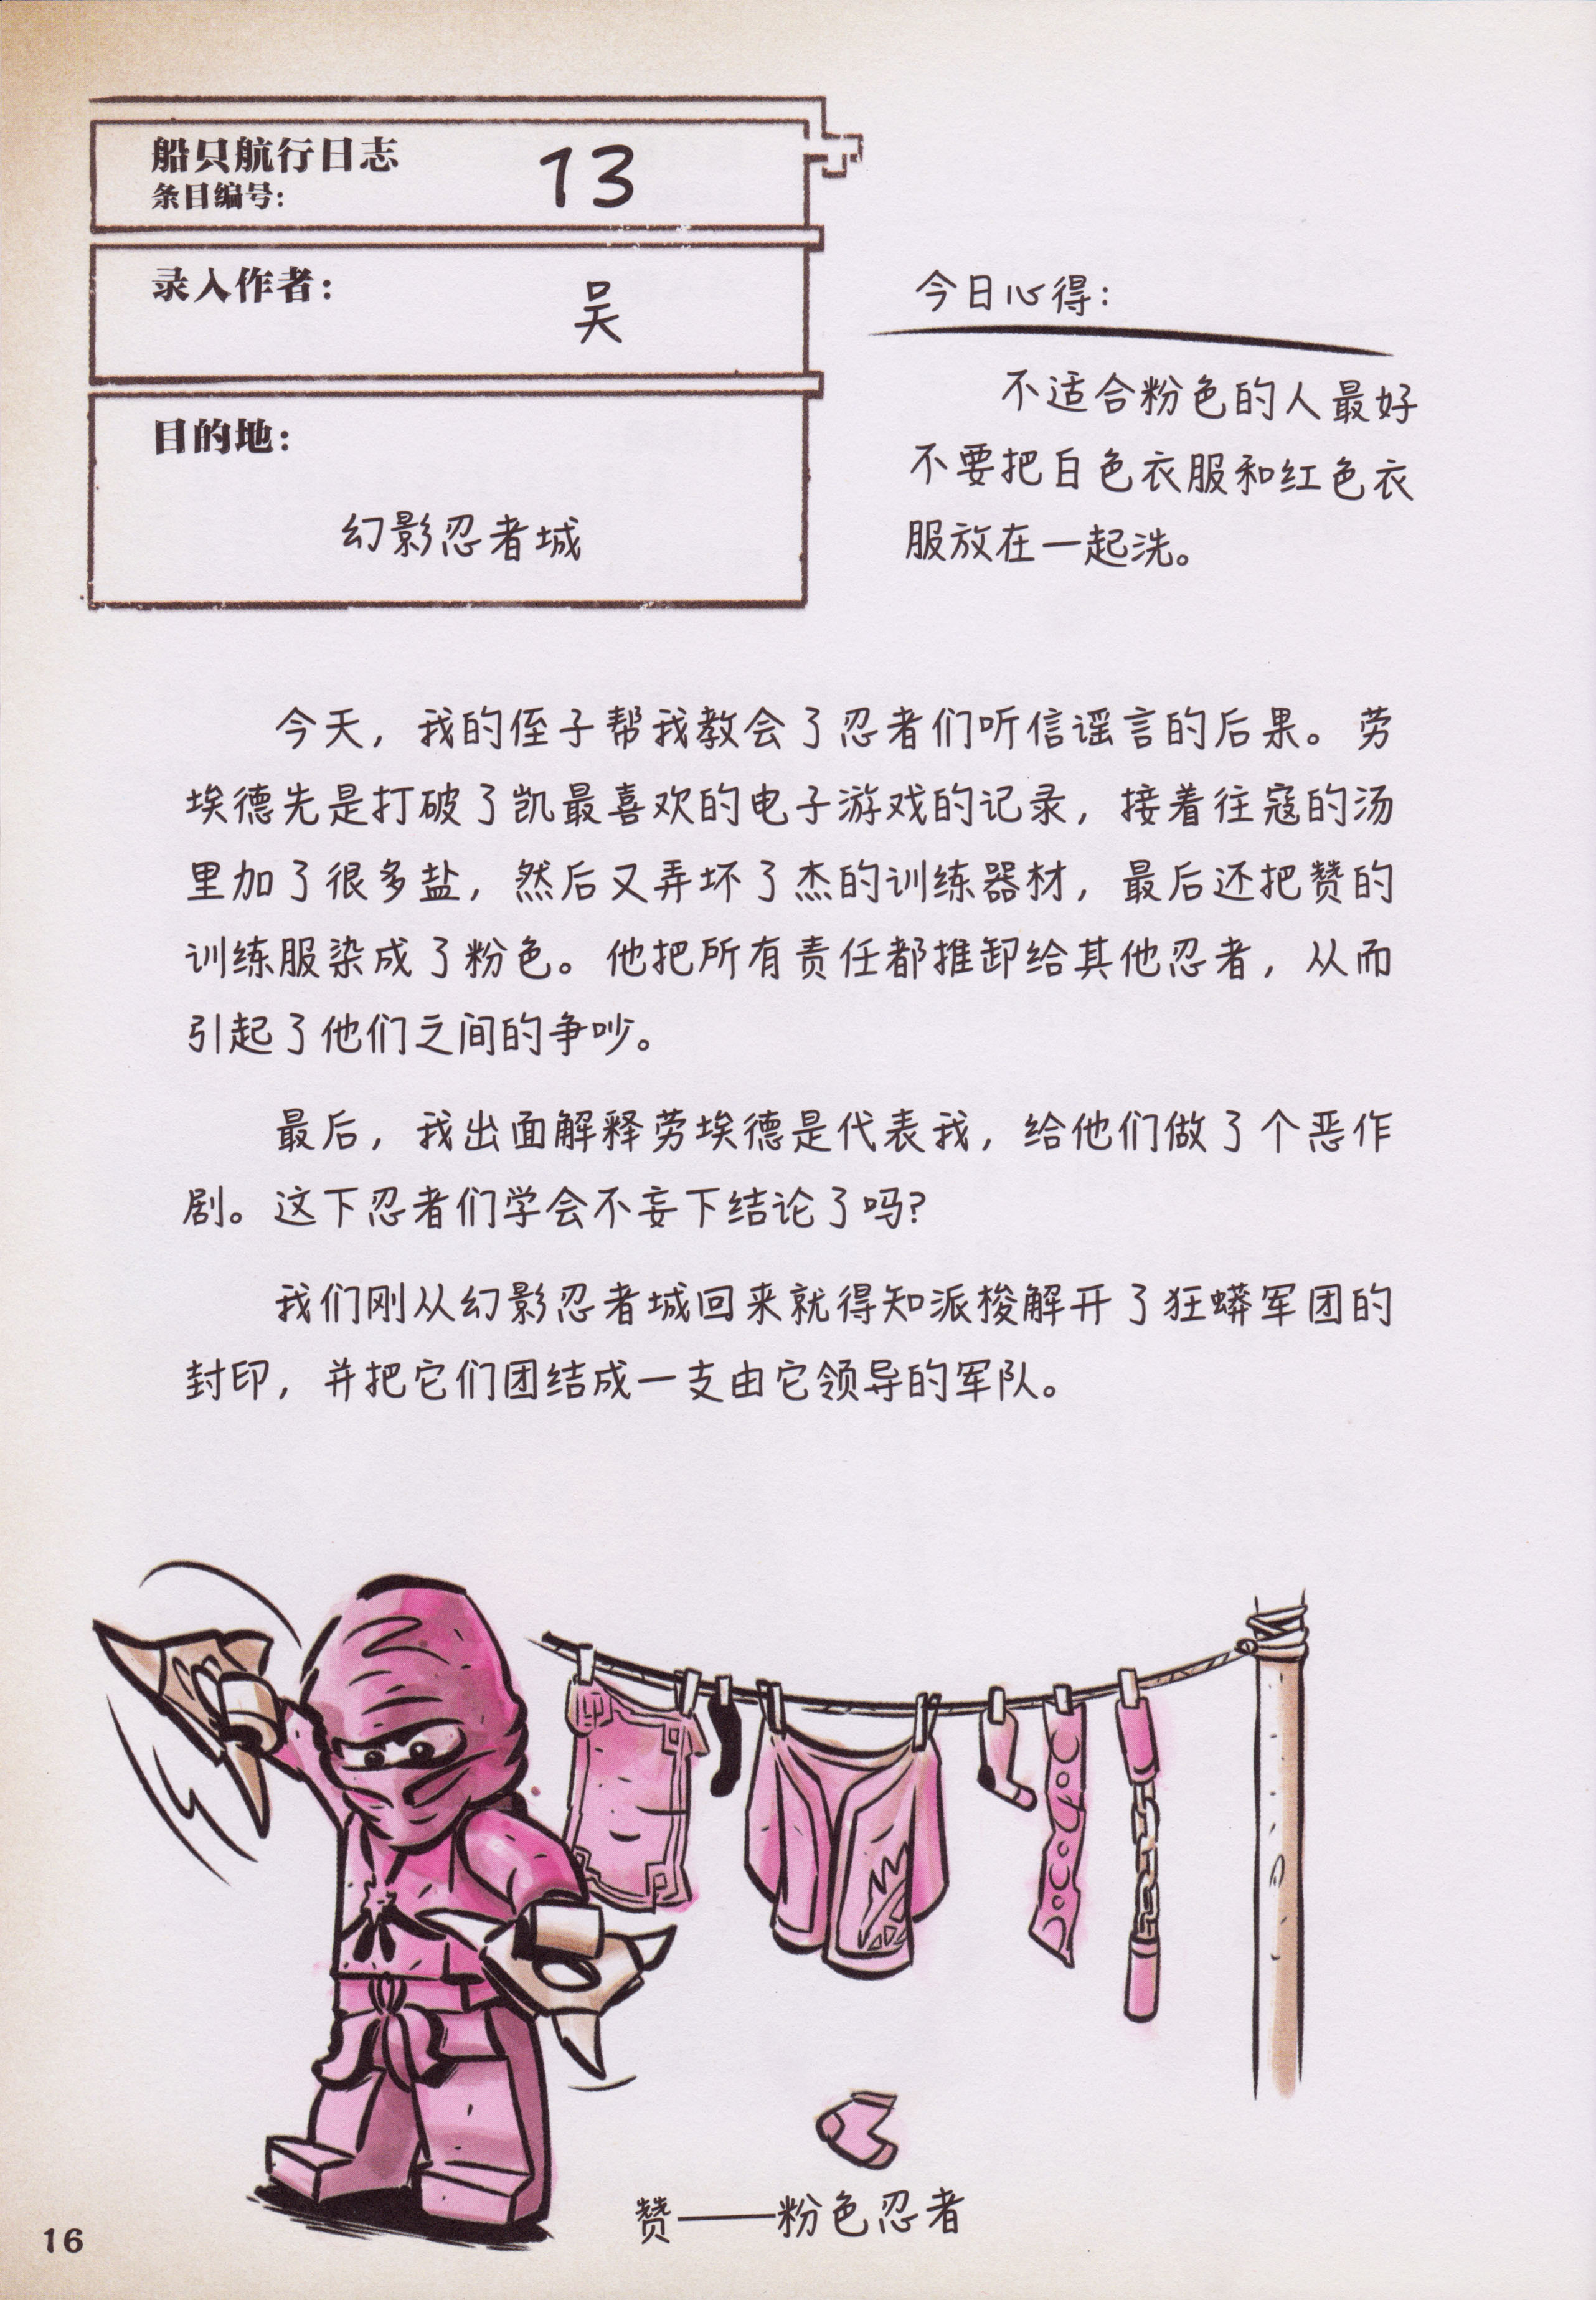 船只航行日志
条目编号：
13
录入作者：
吴
目的地：
幻影忍者城
今日心得：
不适合粉色的人最好
不要把白色衣服和红色衣
服放在一起洗。
今天，我的侄子帮我教会了忍者们听信谣言的后果。劳
埃德先是打破了凯最喜欢的电子游戏的记录，接着往寇的汤
里加了很多盐，然后又弄坏了杰的训练器材，最后还把赞的
训练服染成了粉色。他把所有责任都推卸给其他忍者，从而
引起了他们之间的争吵。
最后，我出面解释劳埃德是代表我，给他们做了个恶作
剧。这下忍者们学会不妄下结论了吗？
我们刚从幻影忍者城回来就得知派梭解开了狂蟒军团的
封印，并把它们团结成一支由它领导的军队。
赞——粉色忍者
16